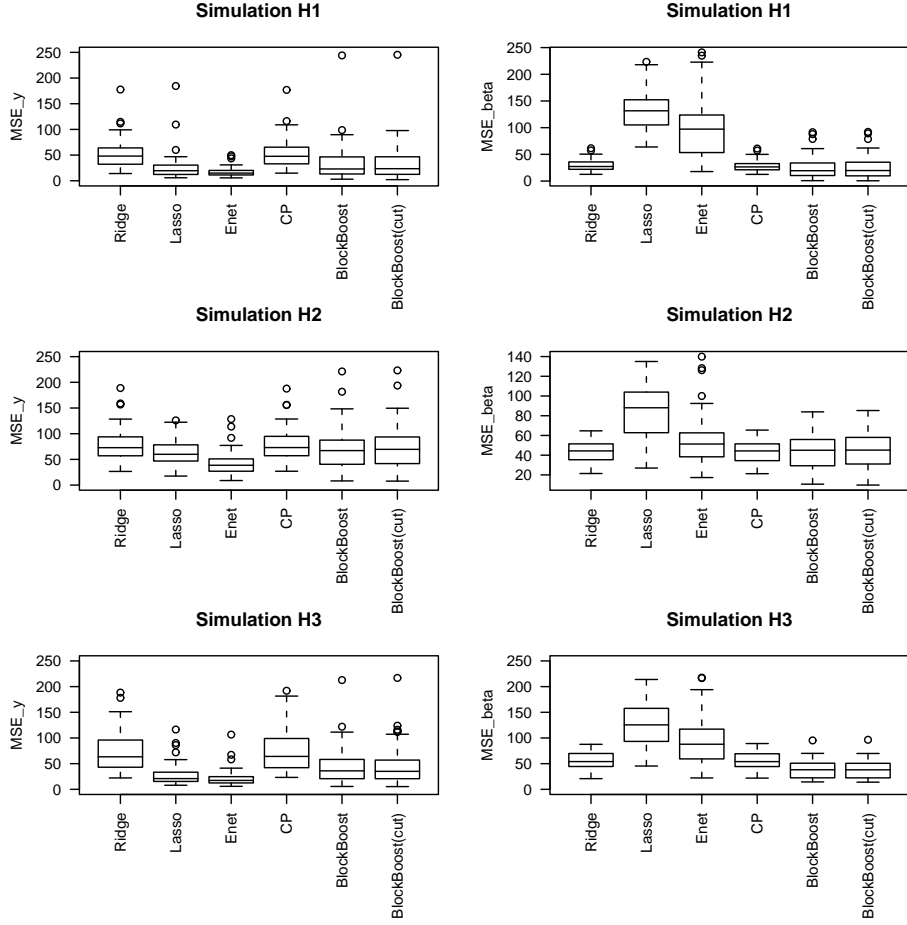 Simulation H1
MSE_y
250
200
150
100
50
0
Ridge
Lasso
Enet
CP
BlockBoost
BlockBoost(cut)
Simulation H1
MSE_beta
250
200
150
100
50
0
Ridge
Lasso
Enet
CP
BlockBoost
BlockBoost(cut)
Simulation H2
MSE_y
250
200
150
100
50
0
Ridge
Lasso
Enet
CP
BlockBoost
BlockBoost(cut)
Simulation H2
MSE_beta
140
120
100
80
60
40
20
Ridge
Lasso
Enet
CP
BlockBoost
BlockBoost(cut)
Simulation H3
MSE_y
250
200
150
100
50
0
Ridge
Lasso
Enet
CP
BlockBoost
BlockBoost(cut)
Simulation H3
MSE_beta
250
200
150
100
50
0
Ridge
Lasso
Enet
CP
BlockBoost
BlockBoost(cut)